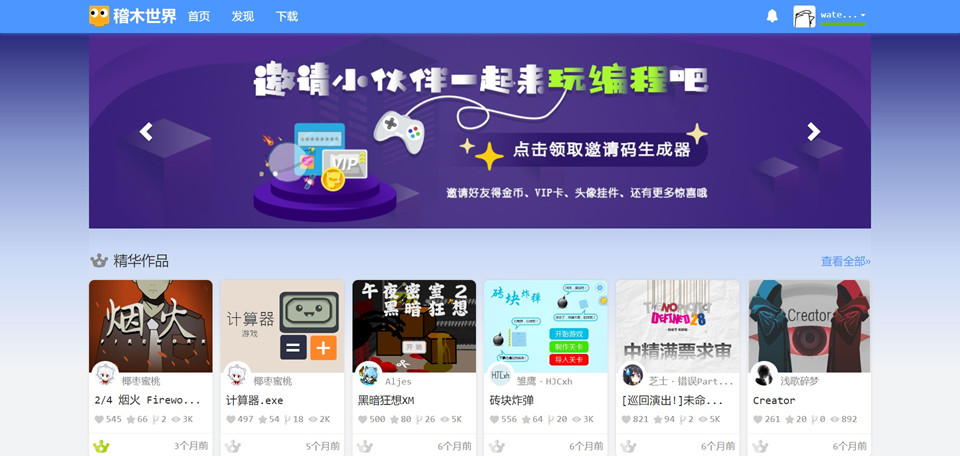 稽木世界 首页 发现 下载 wate...
邀请小伙伴一起来玩编程吧
点击领取邀请码生成器
VIP
邀请好友得金币、VIP卡、头像挂件、还有更多惊喜哦
精华作品 查看全部»
烟火
FIREWORK
椰枣蜜桃
2/4 烟火 Firewo...
545 66 2 3K
3个月前
计算器
游戏
椰枣蜜桃
计算器.exe
497 54 18 2K
5个月前
午夜密室2
黑暗狂想
开始
Aljes
黑暗狂想XM
500 80 26 5K
6个月前
砖块炸弹
开始游戏
制作关卡
导入关卡
HJCxh
雏鹰·HJCxh
砖块炸弹
556 64 20 3K
6个月前
DEFINED 28
中精满票求审
芝士·错误Part...
[巡回演出!]未命...
821 94 2 5K
6个月前
Creator
浅歌碎梦
Creator
261 20 0 892
6个月前